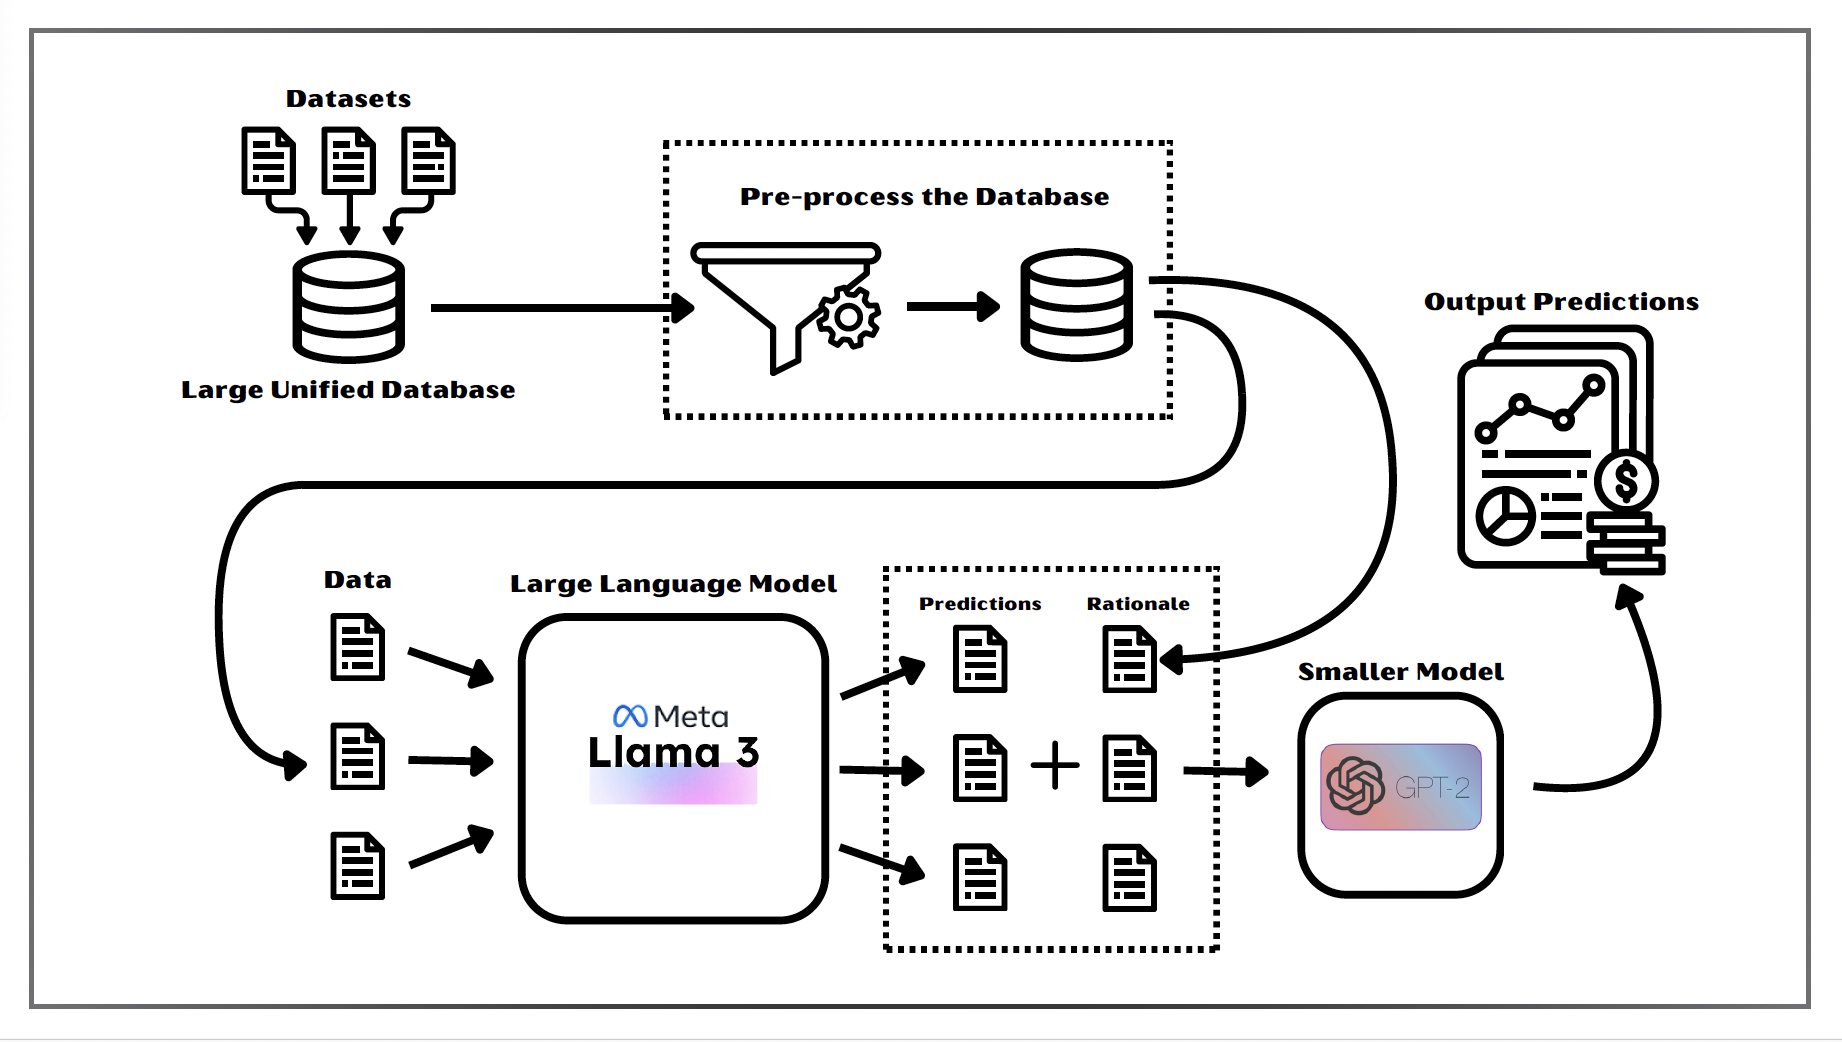 Datasets
Large Unified Database
Pre-process the Database
Output Predictions
$
Data
Large Language Model
Meta
Llama 3
Predictions
Rationale
Smaller Model
GPT-2